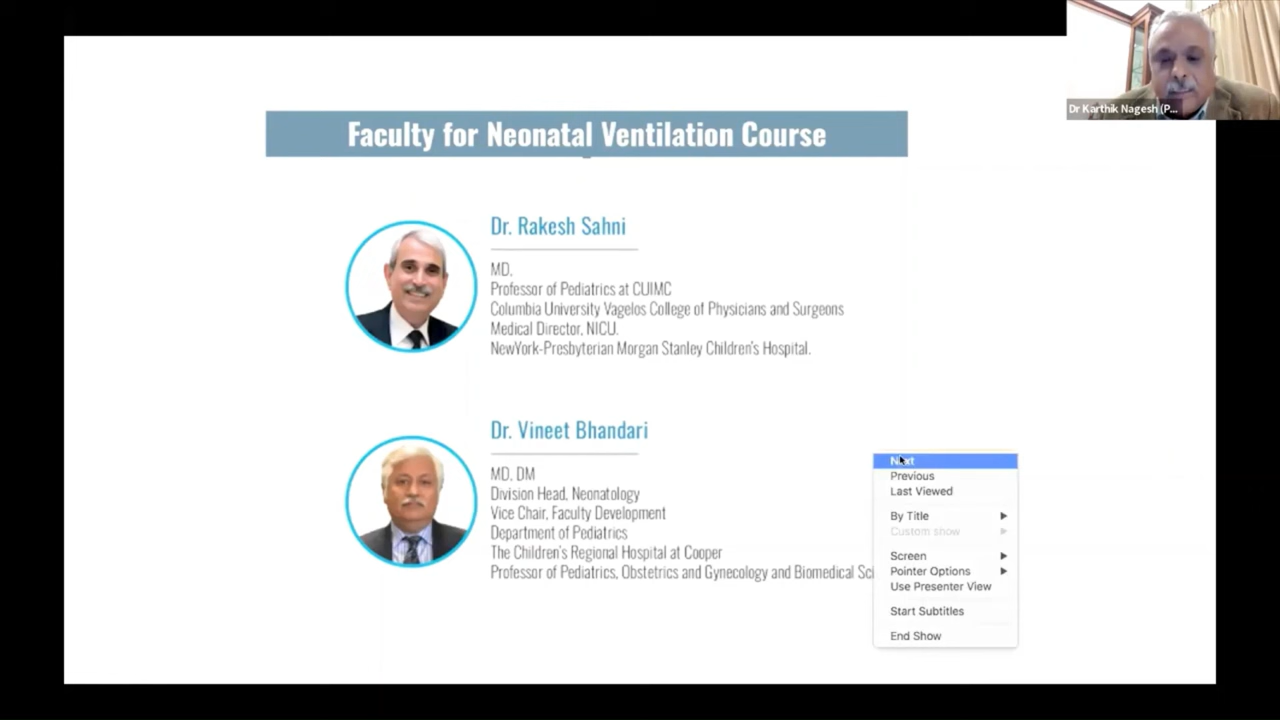 Dr Karthik Nagesh (P...
Faculty for Neonatal Ventilation Course
Dr. Rakesh Sahni
MD,
Professor of Pediatrics at CUIMC
Columbia University Vagelos College of Physicians and Surgeons
Medical Director, NICU.
NewYork-Presbyterian Morgan Stanley Children's Hospital.
Dr. Vineet Bhandari
MD, DM
Division Head, Neonatology
Vice Chair, Faculty Development
Department of Pediatrics
The Children's Regional Hospital at Cooper
Professor of Pediatrics, Obstetrics and Gynecology and Biomedical Sci
Next
Previous
Last Viewed
By Title
Custom show
Screen
Pointer Options
Use Presenter View
Start Subtitles
End Show